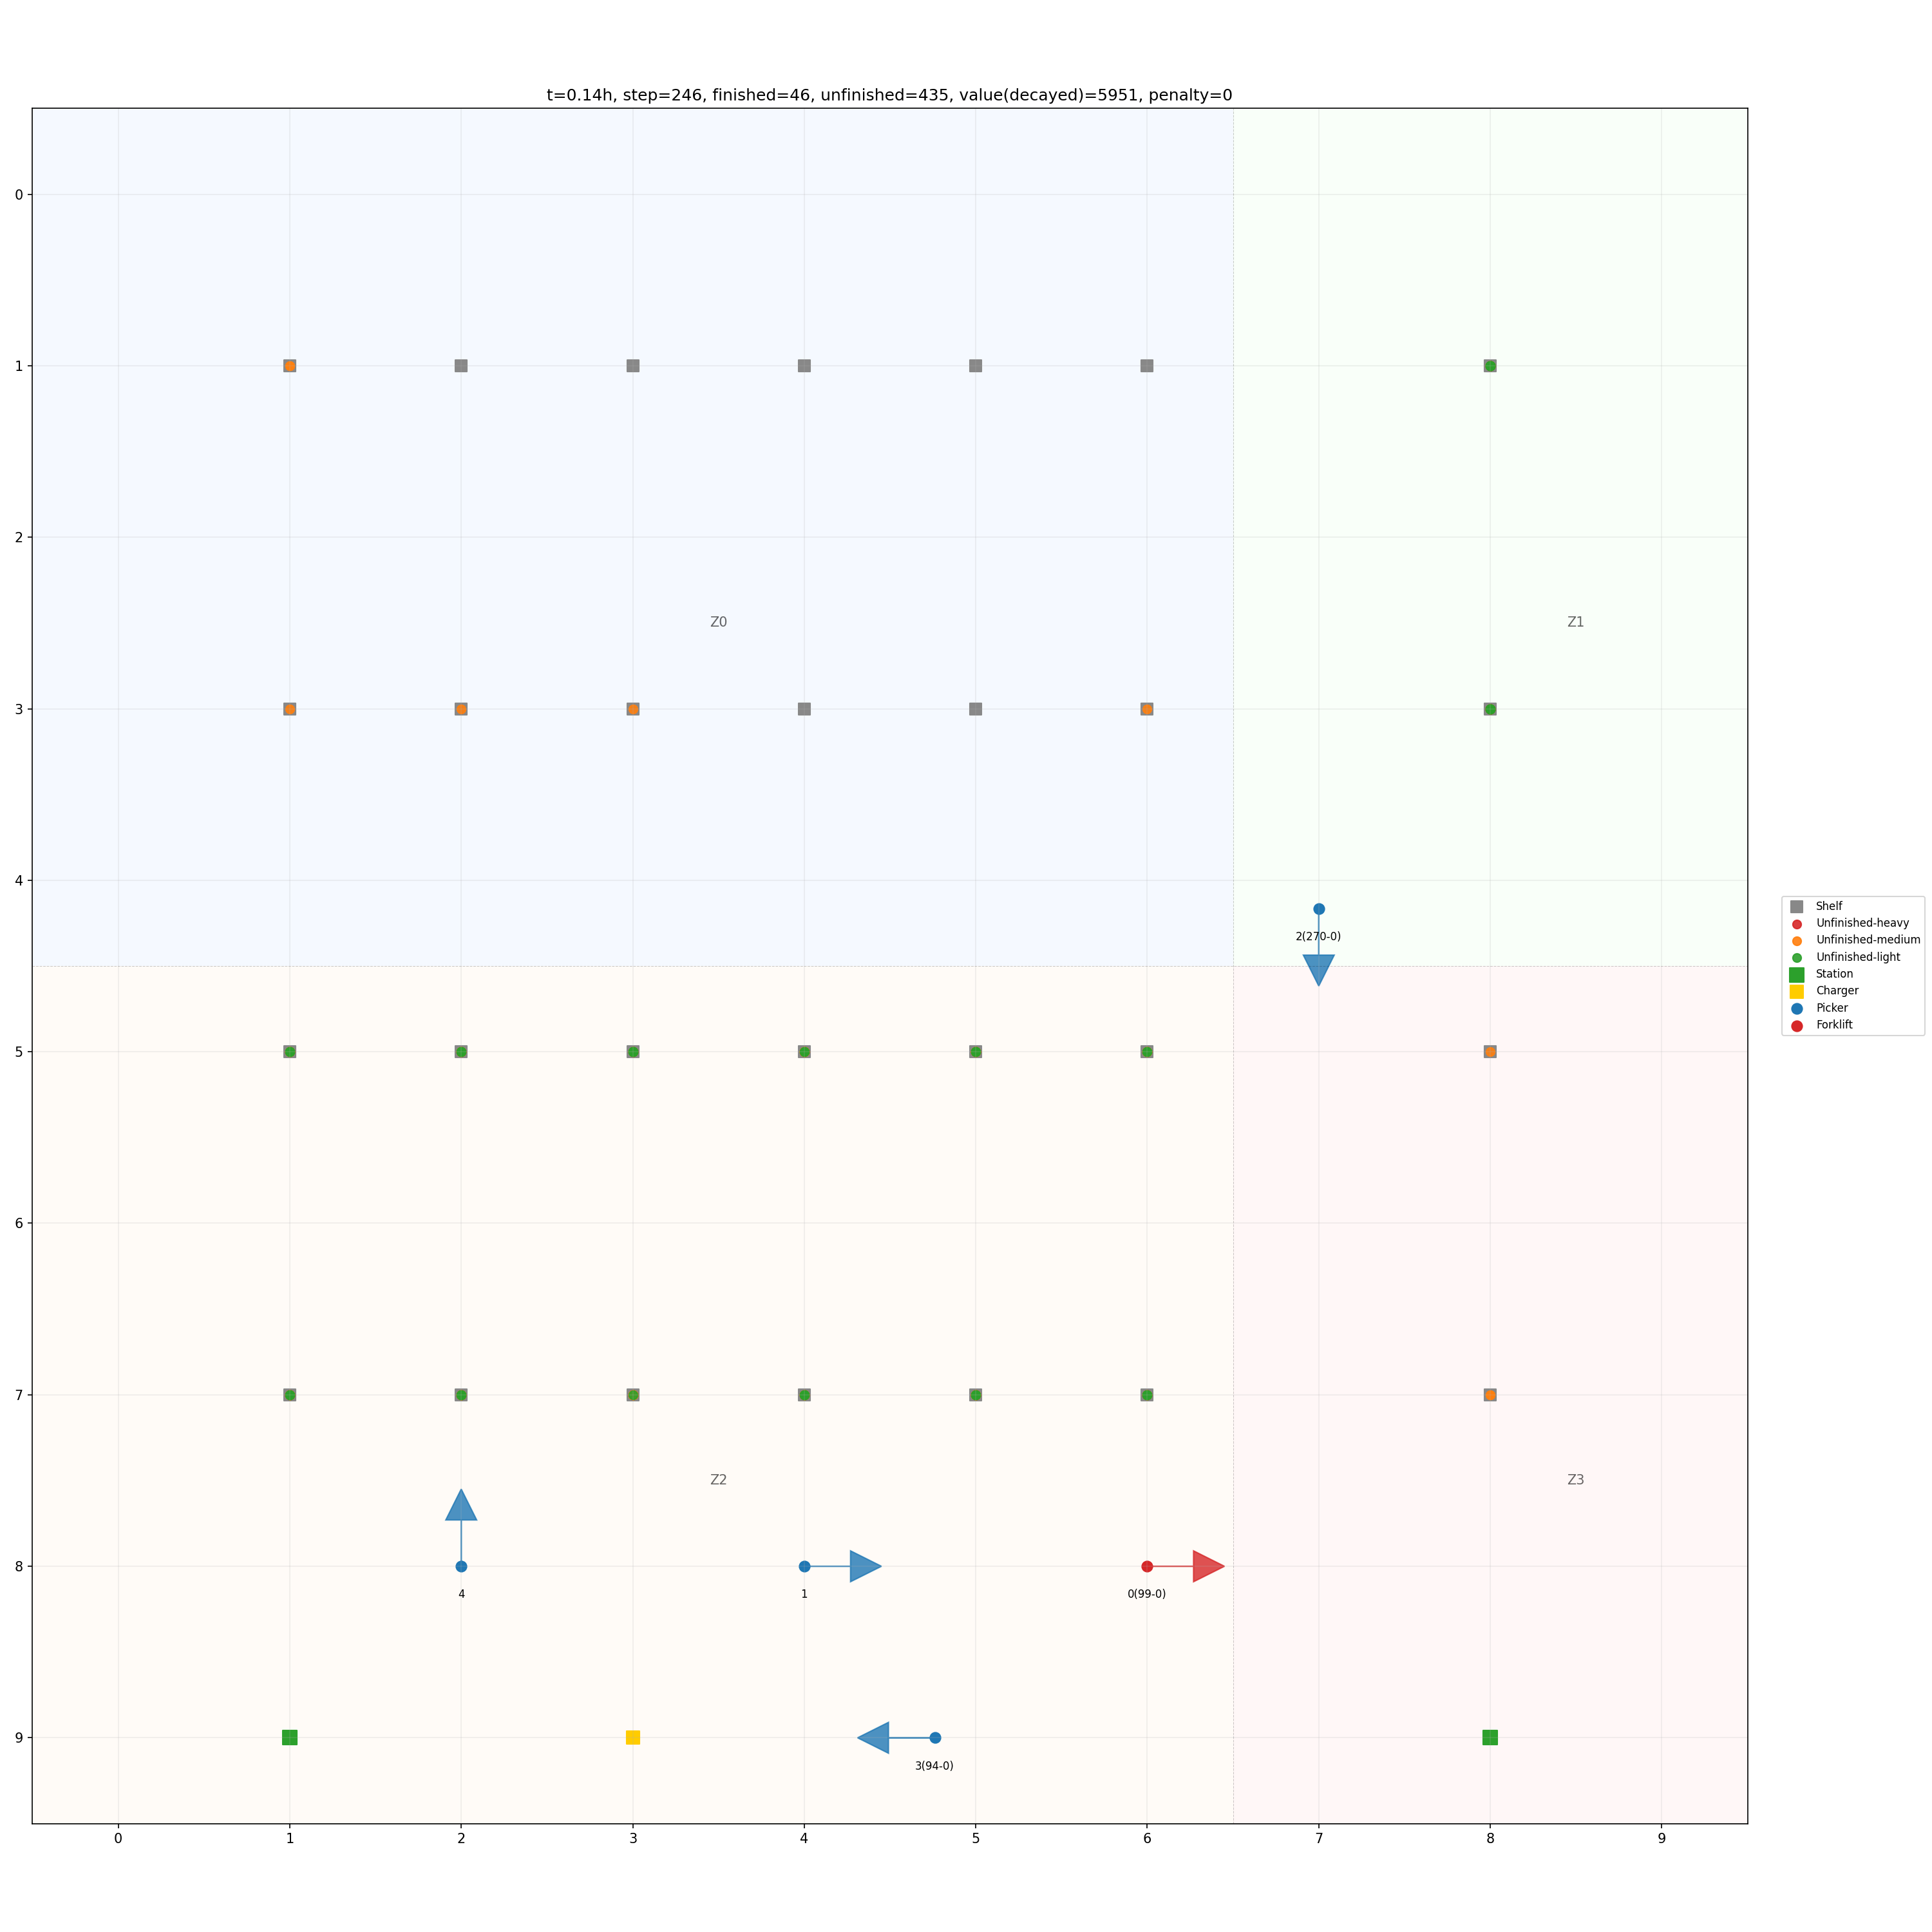 t=0.14h, step=246, finished=46, unfinished=435, value(decayed)=5951, penalty=0
0
1
2
Z0
Z1
3
4
2(270-0)
Shelf
Unfinished-heavy
Unfinished-medium
Unfinished-light
Station
Charger
Picker
Forklift
5
6
7
Z2
Z3
8
4
1
0(99-0)
9
3(94-0)
0 1 2 3 4 5 6 7 8 9